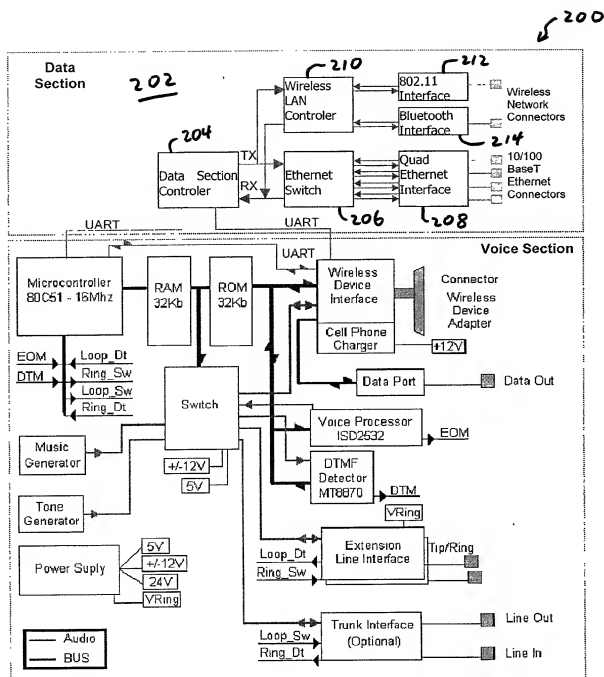 200
Data
Section
202
210
212
Wireless
LAN
Controler
802.11
Interface
Wireless
Network
Connectors
Bluetooth
Interface
214
204
TX
RX
Data Section
Controler
Ethernet
Switch
Quad
Ethernet
Interface
10/100
BaseT
Ethernet
Connectors
206
208
UART
UART
Voice Section
UART
Microcontroller
80C51 - 16Mhz
RAM
32Kb
ROM
32Kb
Wireless
Device
Interface
Connector
Wireless
Device
Adapter
Cell Phone
Charger
+12V
EOM
Loop_Dt
DTM
Ring_Sw
Loop_Sw
Ring_Dt
Switch
Data Port
Data Out
Voice Processor
ISD2532
EOM
Music
Generator
+/-12V
5V
DTMF
Detector
MT8870
DTM
Tone
Generator
VRing
Extension
Line Interface
Loop_Dt
Ring_Sw
Tip/Ring
Power Suply
5V
+/-12V
24V
VRing
Trunk Interface
(Optional)
Loop_Sw
Ring_Dt
Line Out
Line In
Audio
BUS